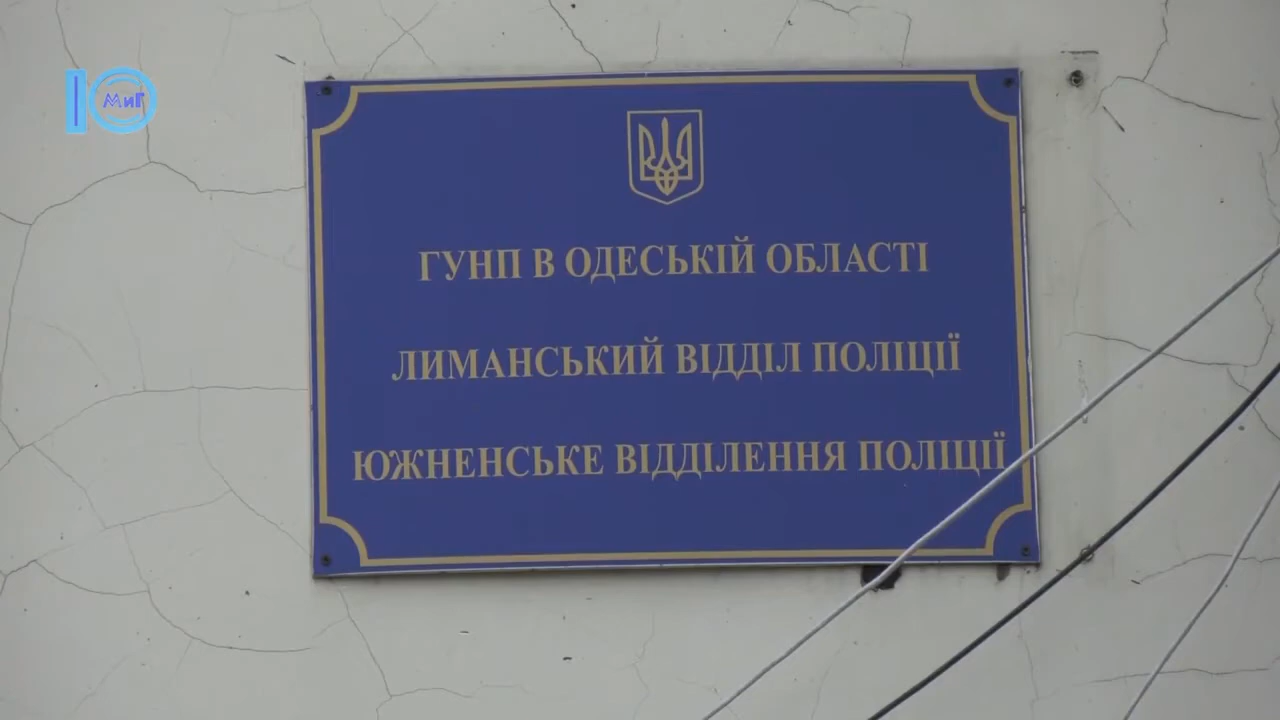 МиГ
ГУНП В ОДЕСЬКІЙ ОБЛАСТІ
ЛИМАНСЬКИЙ ВІДДІЛ ПОЛІЦІЇ
ЮЖНЕНСЬКЕ ВІДДІЛЕННЯ ПОЛІЦІЇ